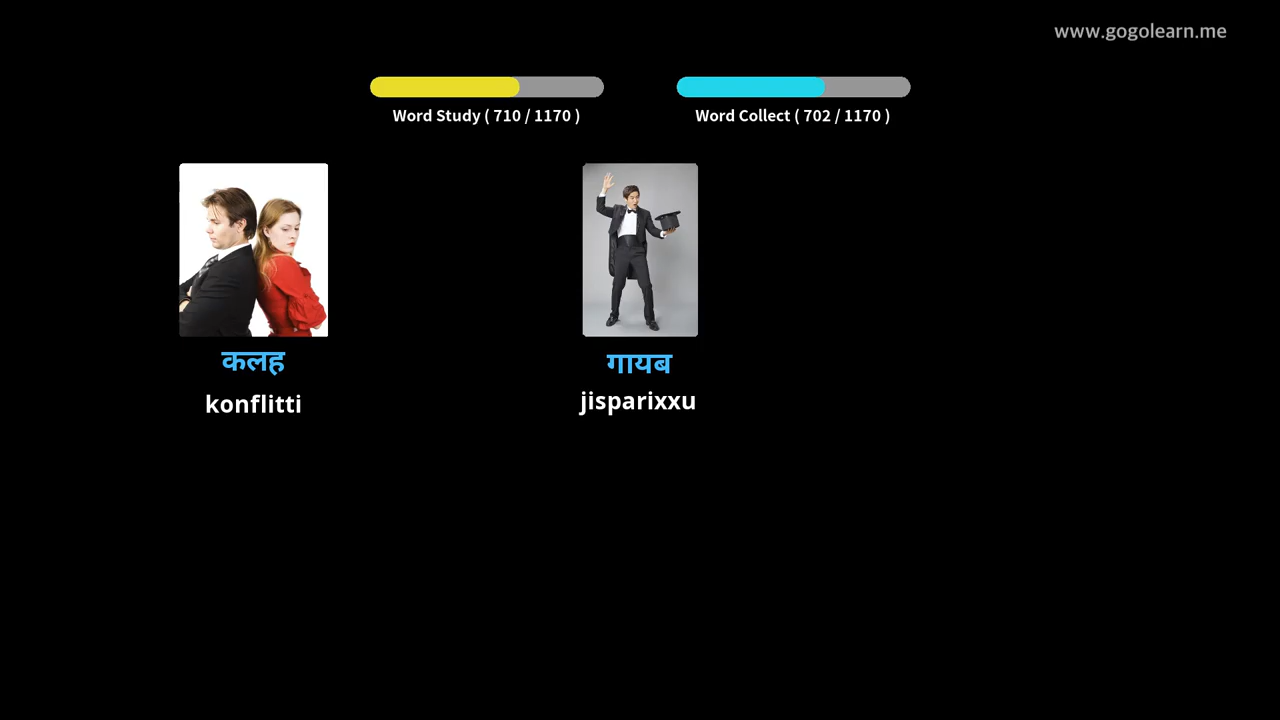 www.gogolearn.me
Word Study ( 710 / 1170 )
Word Collect ( 702 / 1170 )
कलह
konflitti
गायब
jisparixxu